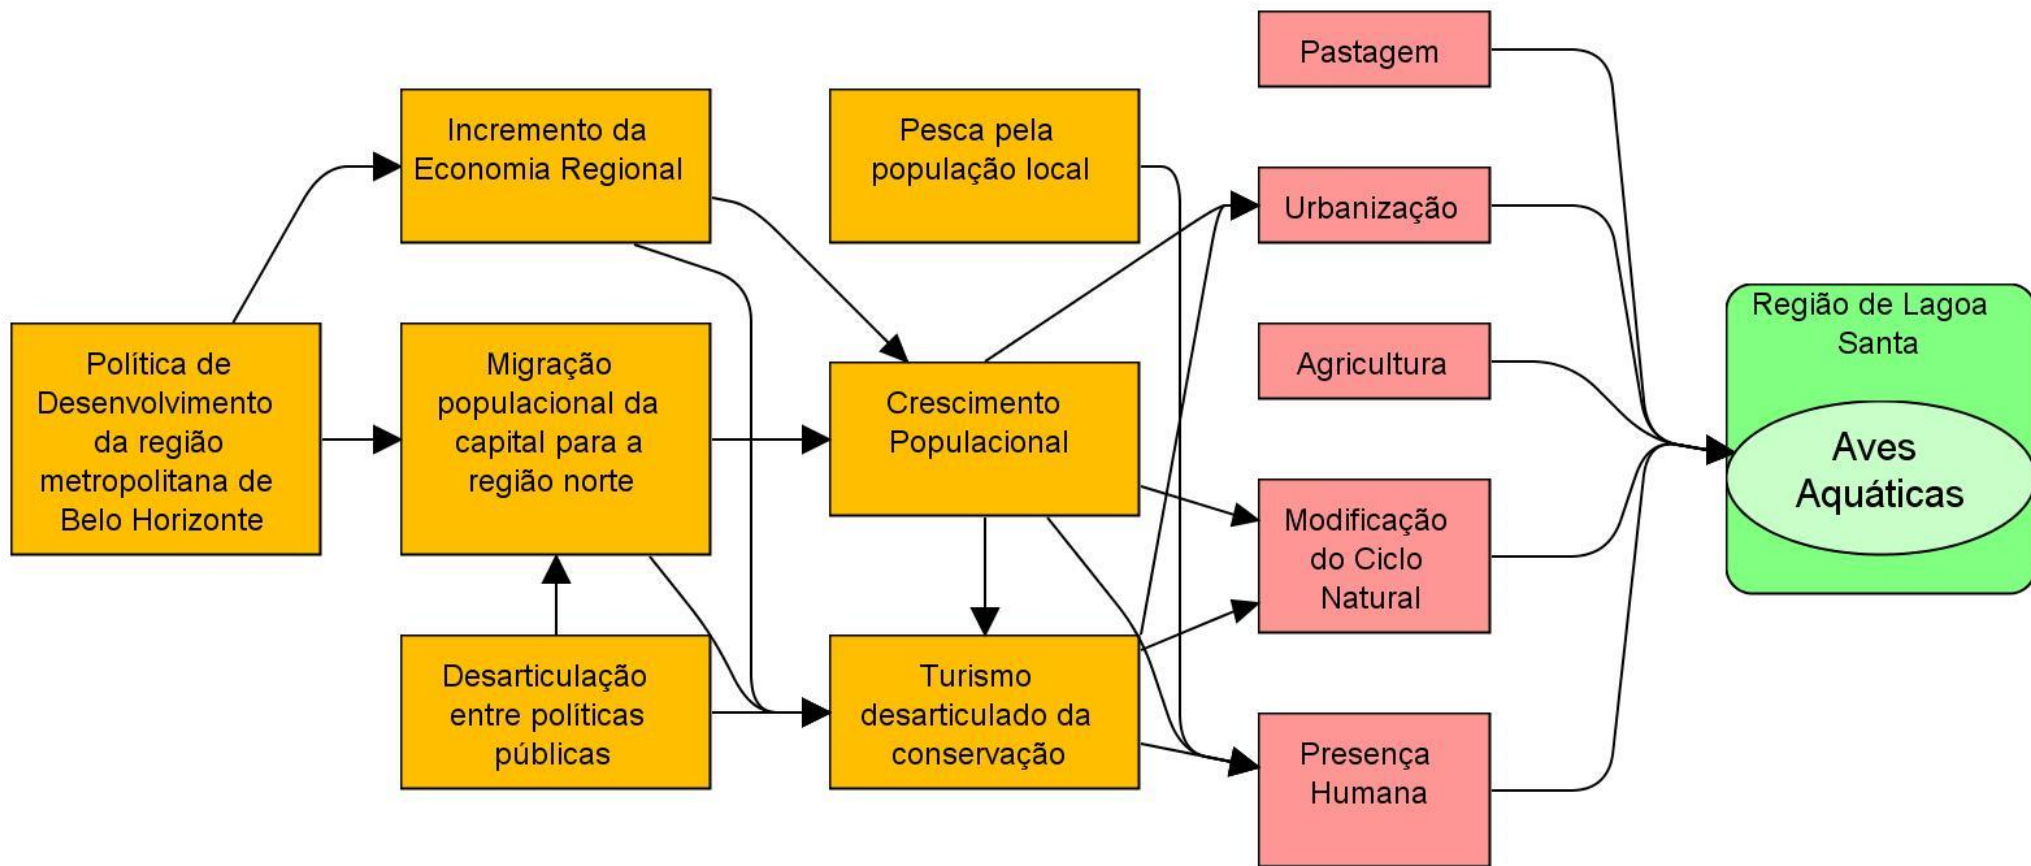 Política de
Desenvolvimento
da região
metropolitana de
Belo Horizonte
Incremento da
Economia Regional
Migração
populacional da
capital para a
região norte
Desarticulação
entre políticas
públicas
Pesca pela
população local
Crescimento
Populacional
Turismo
desarticulado da
conservação
Pastagem
Urbanização
Agricultura
Modificação
do Ciclo
Natural
Presença
Humana
Região de Lagoa
Santa
Aves
Aquáticas